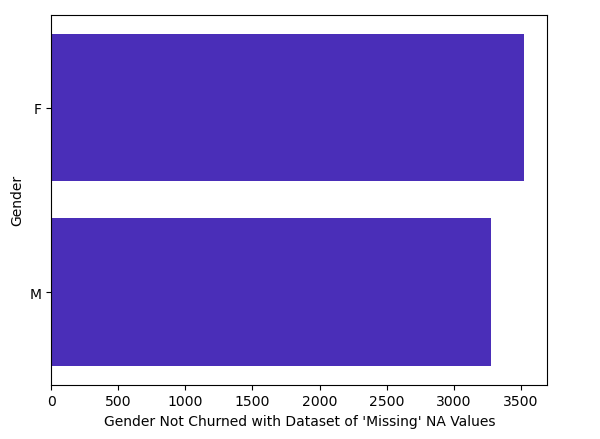 F
Gender
M
0 500 1000 1500 2000 2500 3000 3500
Gender Not Churned with Dataset of 'Missing' NA Values